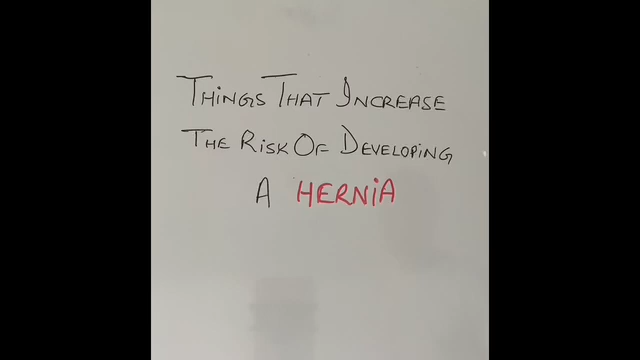 THINGS THAT INCREASE
THE RISK OF DEVELOPING
A HERNIA